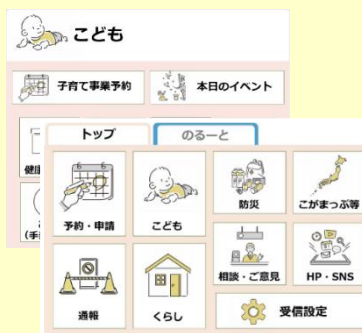 こども
子育て事業予約
本日のイベント
トップ
のるーと
予約・申請
こども
防災
こがまっぷ等
相談・ご意見
HP・SNS
通報
くらし
受信設定